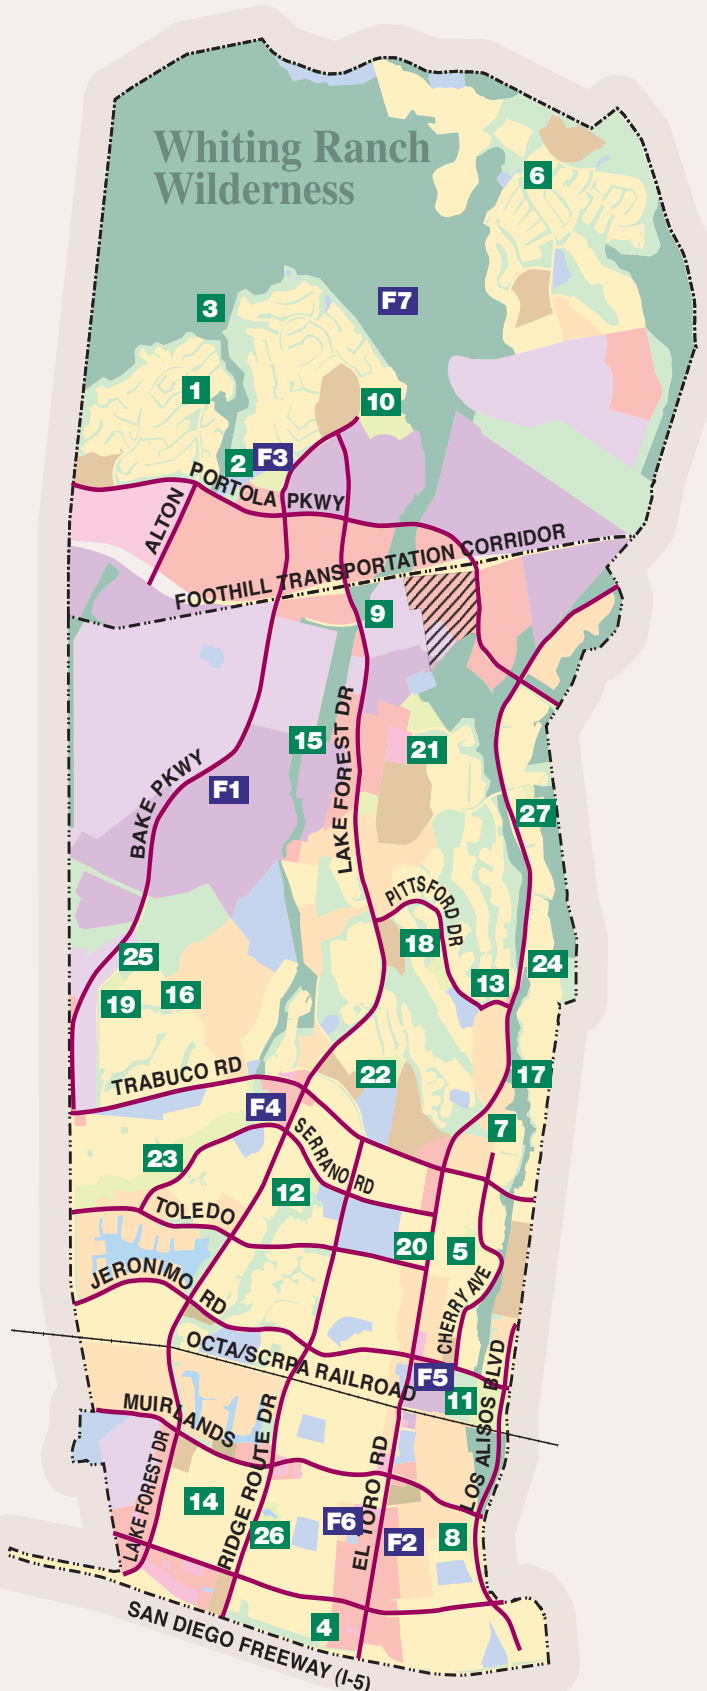 Whiting Ranch
Wilderness
6
3
F7
1
10
2
F3
PORTOLA PKWY
ALTON
FOOTHILL TRANSPORTATION CORRIDOR
9
15
LAKE FOREST DR
21
BAKE PKWY
F1
27
PITTSFORD DR
18
25
24
13
19
16
TRABUCO RD
22
17
F4
7
SERRANO RD
23
12
TOLEDO
20
5
JERONIMO RD
CHERRY AVE
OCTA/SCRPA RAILROAD
F5
11
MUIRLANDS
LOS ALISOS BLVD
LAKE FOREST DR
RIDGE ROUTE DR
EL TORO RD
14
F6
26
F2
8
4
SAN DIEGO FREEWAY (I-5)